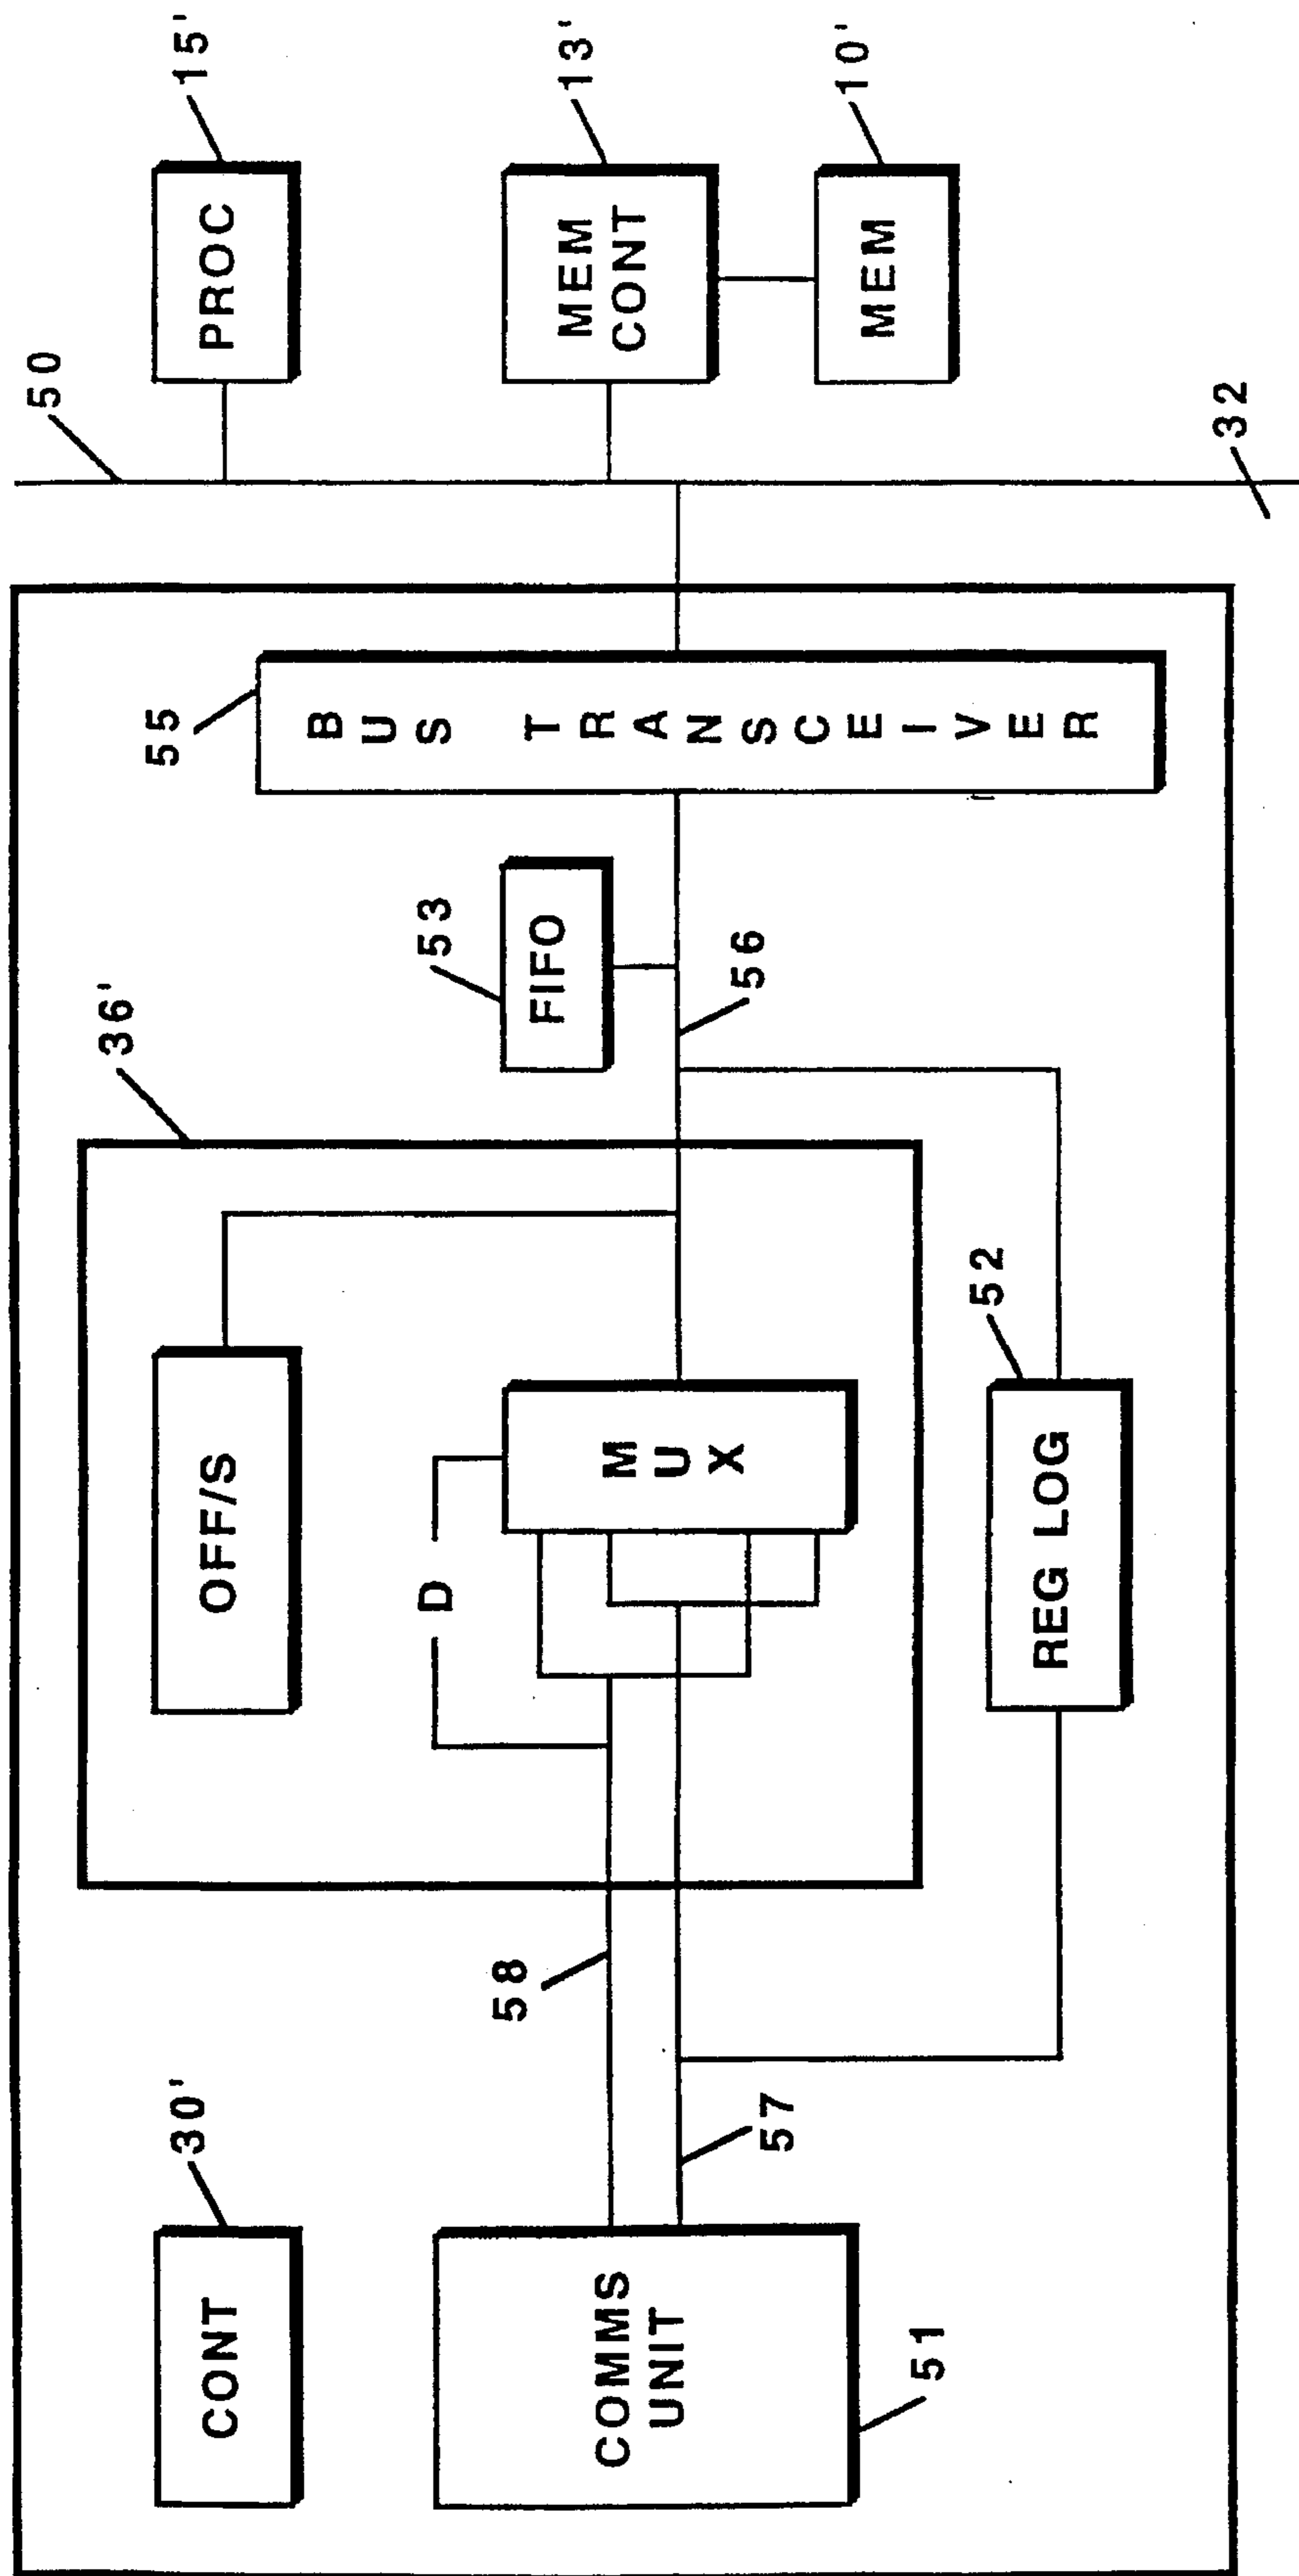 15'
PROC
50
13'
MEM
CONT
10'
MEM
32
55
BUS TRANSCEIVER
53
FIFO
56
36'
OFF/S
D
MUX
52
REG LOG
58
57
30'
CONT
COMMS
UNIT
51